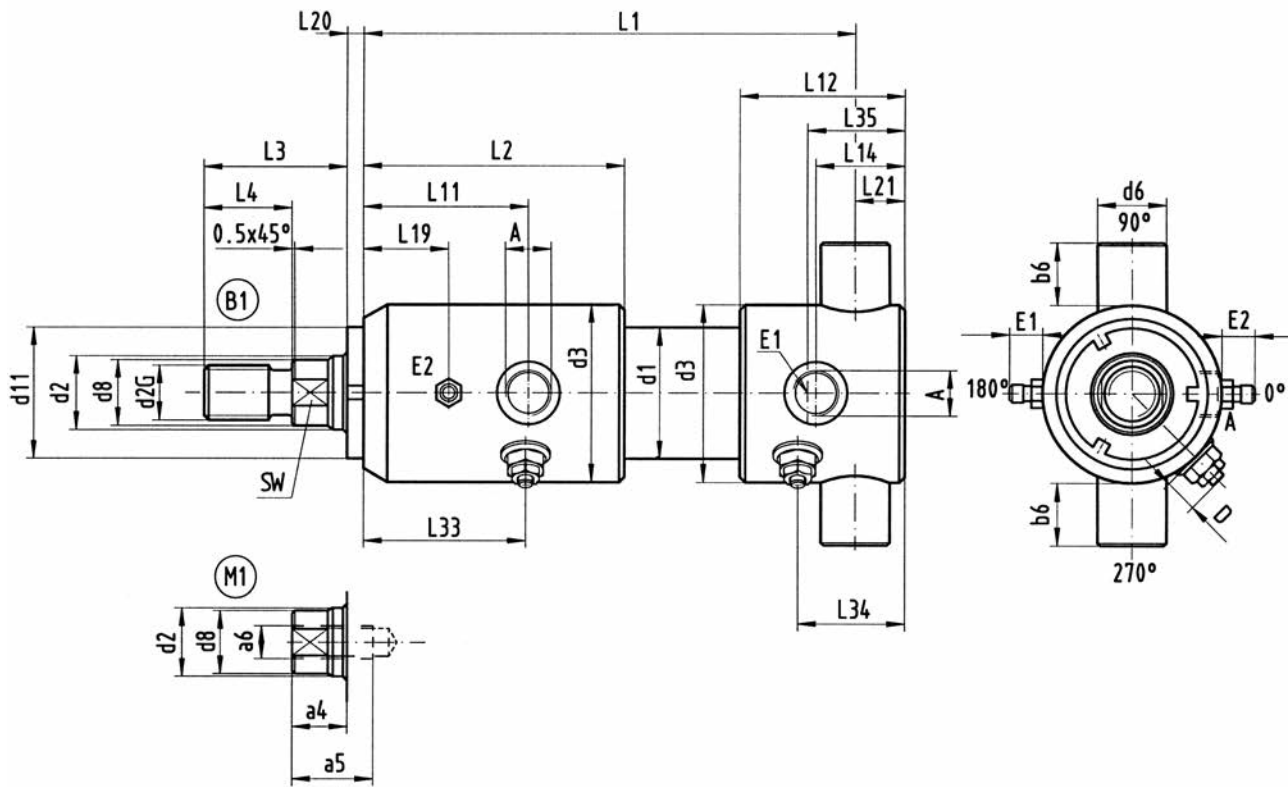 L20
L1
L12
L35
L3
L2
L14
L4
L21
L11
d6
90°
0.5x45°
L19
A
b6
B1
E1
E2
E1
E2
d11
d2
d8
d2G
d3
d1
d3
A
180°
0°
A
SW
b6
D
L33
270°
M1
L34
d2
d8
a6
a4
a5